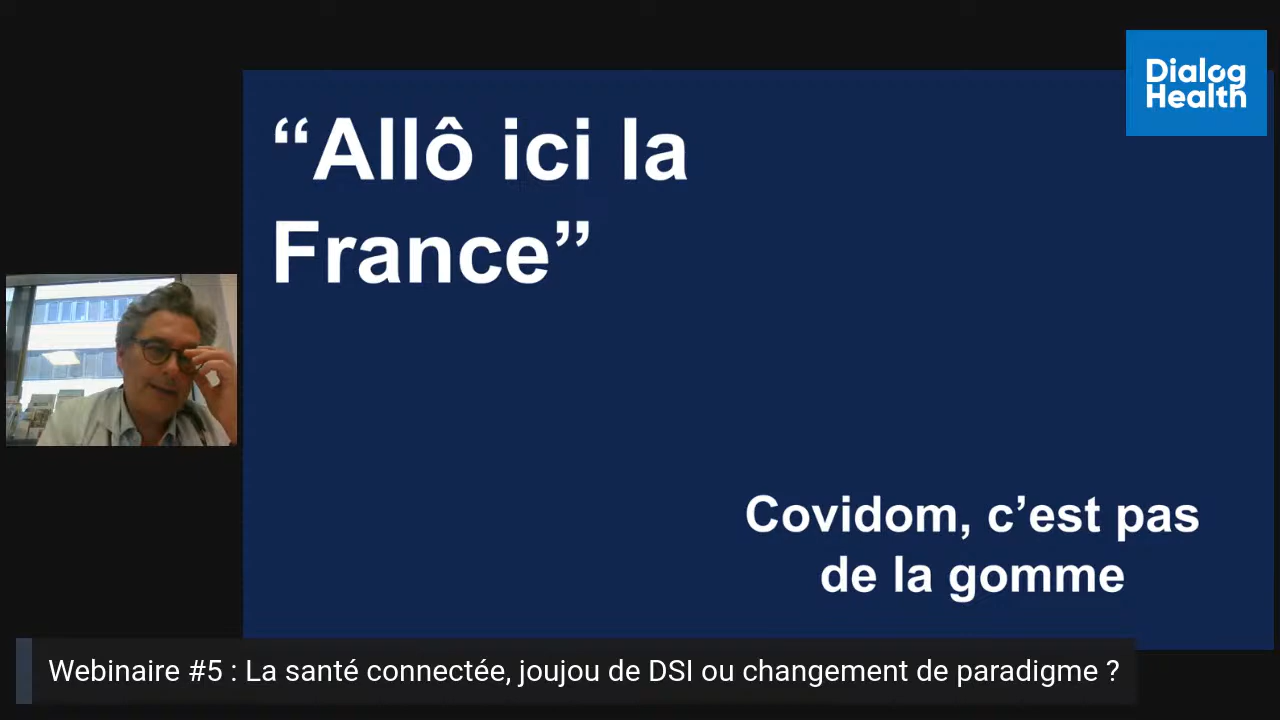 Dialog
Health
“Allô ici la
France”
Covidom, c’est pas
de la gomme
Webinaire #5 : La santé connectée, joujou de DSI ou changement de paradigme ?